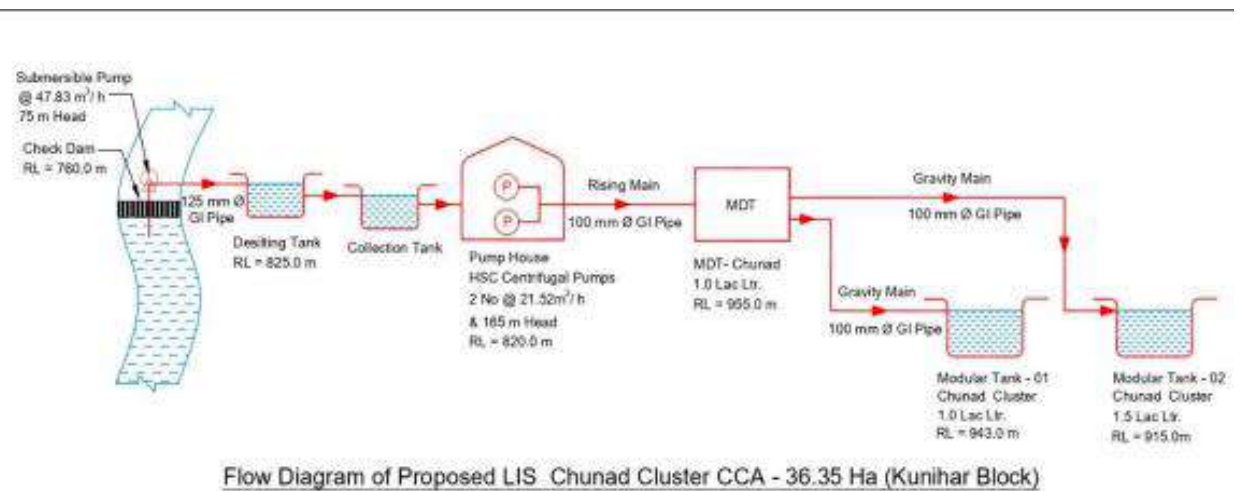 Submersible Pump
@ 47.83 m³/ h
75 m Head
Check Dam
RL = 760.0 m
125 mm Ø
GI Pipe
Desilting Tank
RL = 825.0 m
Collection Tank
P
P
Pump House
HSC Centrifugal Pumps
2 No @ 21.52m³/ h
& 165 m Head
RL = 820.0 m
Rising Main
100 mm Ø GI Pipe
MDT
MDT- Chunad
1.0 Lac Ltr.
RL = 955.0 m
Gravity Main
100 mm Ø GI Pipe
Gravity Main
100 mm Ø GI Pipe
Modular Tank - 01
Chunad Cluster
1.0 Lac Ltr.
RL = 943.0 m
Modular Tank - 02
Chunad Cluster
1.5 Lac Ltr.
RL = 915.0m
Flow Diagram of Proposed LIS Chunad Cluster CCA - 36.35 Ha (Kunihar Block)